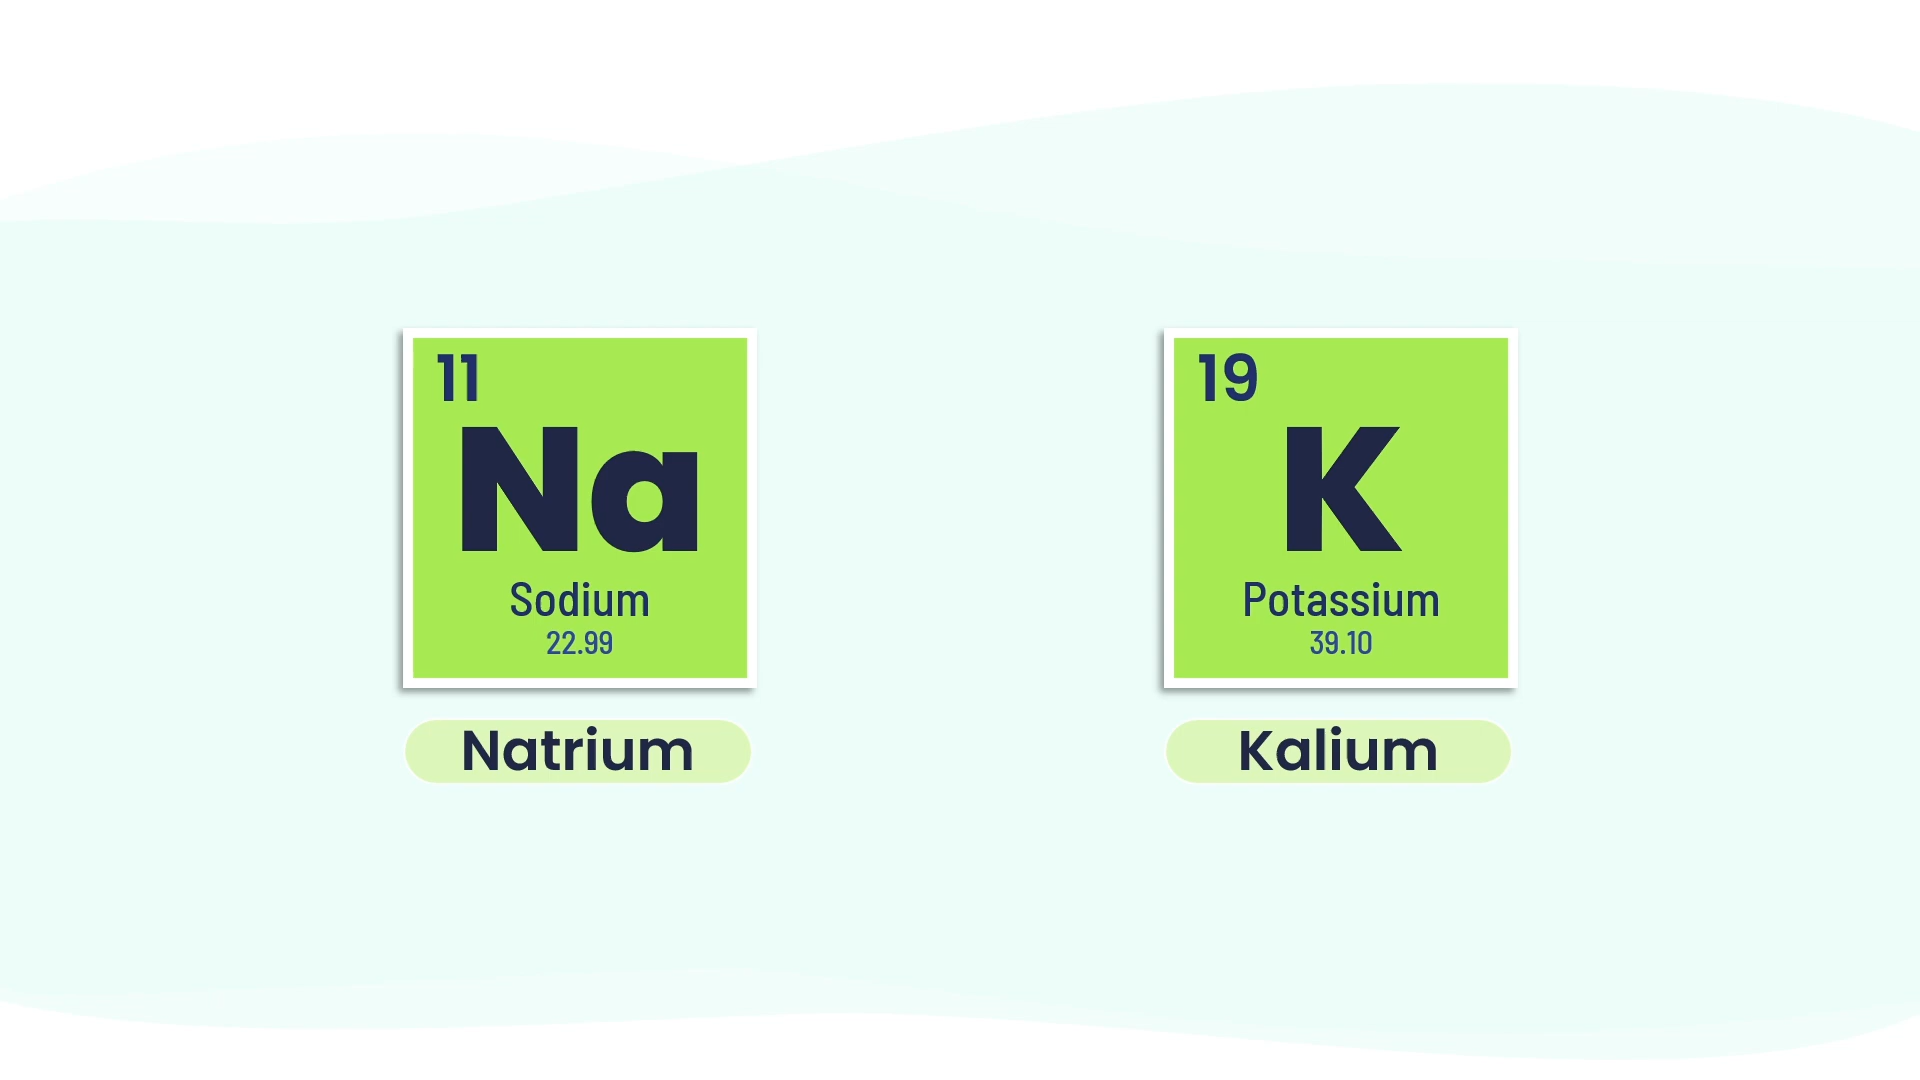 11
Na
Sodium
22.99
Natrium
19
K
Potassium
39.10
Kalium